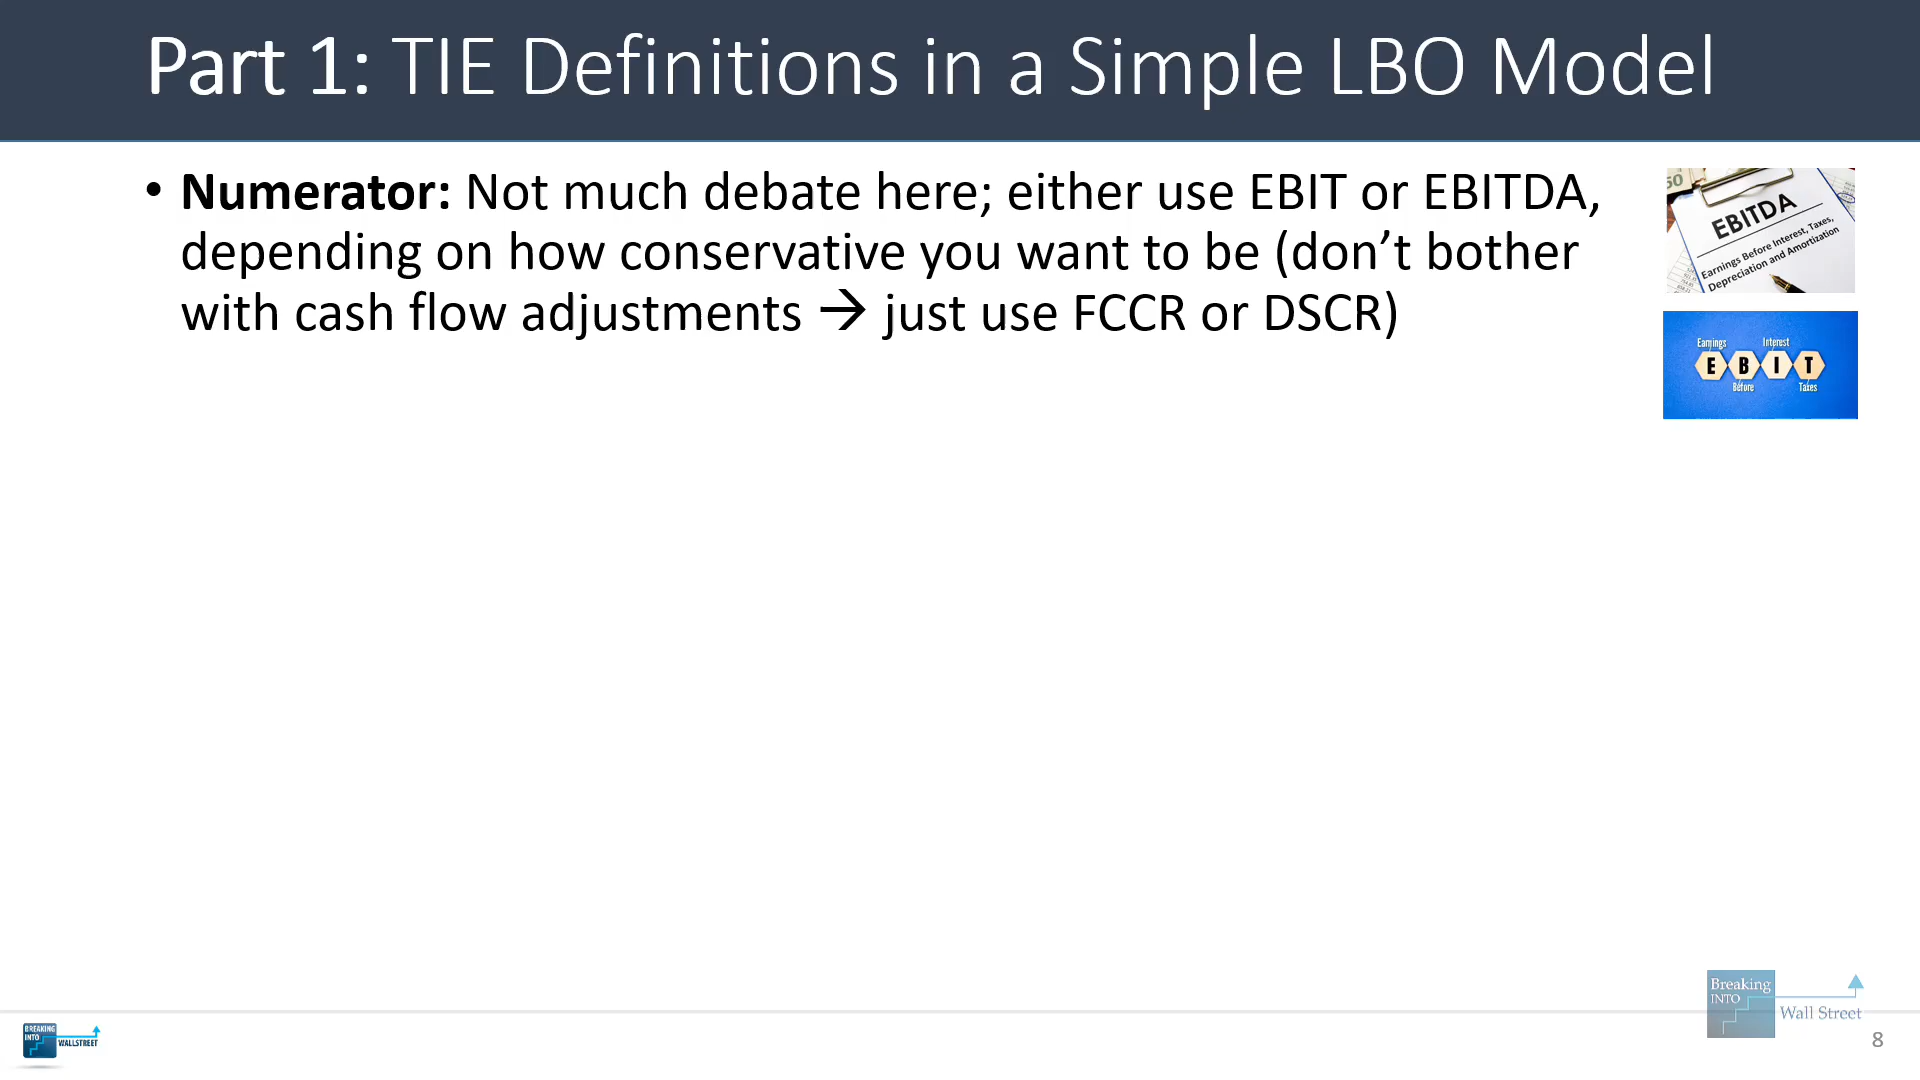 Part 1: TIE Definitions in a Simple LBO Model
• Numerator: Not much debate here; either use EBIT or EBITDA,
depending on how conservative you want to be (don’t bother
with cash flow adjustments → just use FCCR or DSCR)
50
EBITDA
Earnings Before Interest, Taxes,
Depreciation and Amortization
Earnings Interest
E B I T
Before Taxes
Breaking
INTO
Wall Street
BREAKING
INTO
WALLSTREET
8